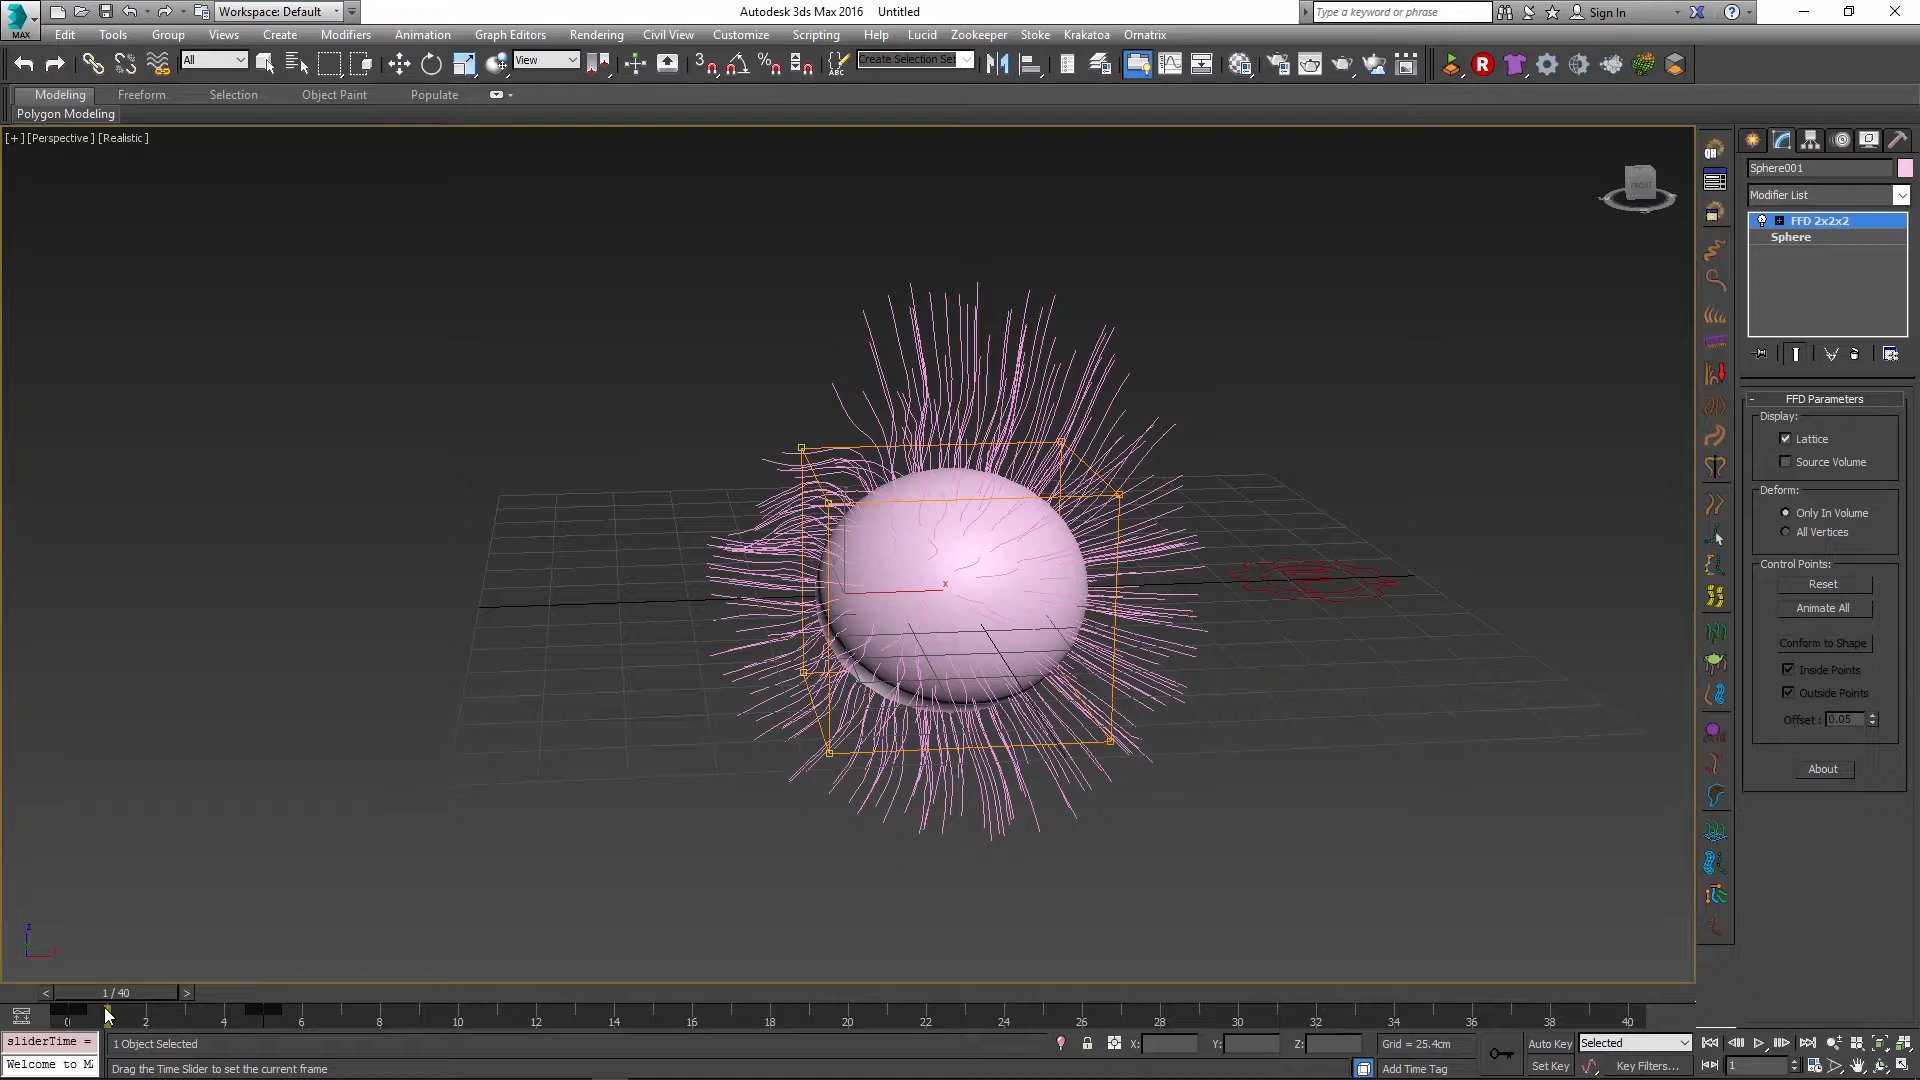 Workspace: Default
Autodesk 3ds Max 2016 Untitled
Type a keyword or phrase
Sign In
MAX
Edit Tools Group Views Create Modifiers Animation Graph Editors Rendering Civil View Customize Scripting Help Lucid Zookeeper Stoke Krakatoa Ornatrix
All
View
3
ABC
Create Selection Set
Modeling Freeform Selection Object Paint Populate
Polygon Modeling
[+] [Perspective] [Realistic]
FRONT
QH
Sphere001
Modifier List
FFD 2x2x2
Sphere
FFD Parameters
Display:
Lattice
Source Volume
Deform:
Only In Volume
All Vertices
Control Points:
Reset
Animate All
Conform to Shape
Inside Points
Outside Points
Offset : 0.05
About
x
z
< 1 / 40 >
0 2 4 6 8 10 12 14 16 18 20 22 24 26 28 30 32 34 36 38 40
sliderTime =
1 Object Selected
X: Y: Z:
Grid = 25.4cm
Auto Key
Selected
Welcome to M
Drag the Time Slider to set the current frame
Add Time Tag
Set Key
Key Filters...
1